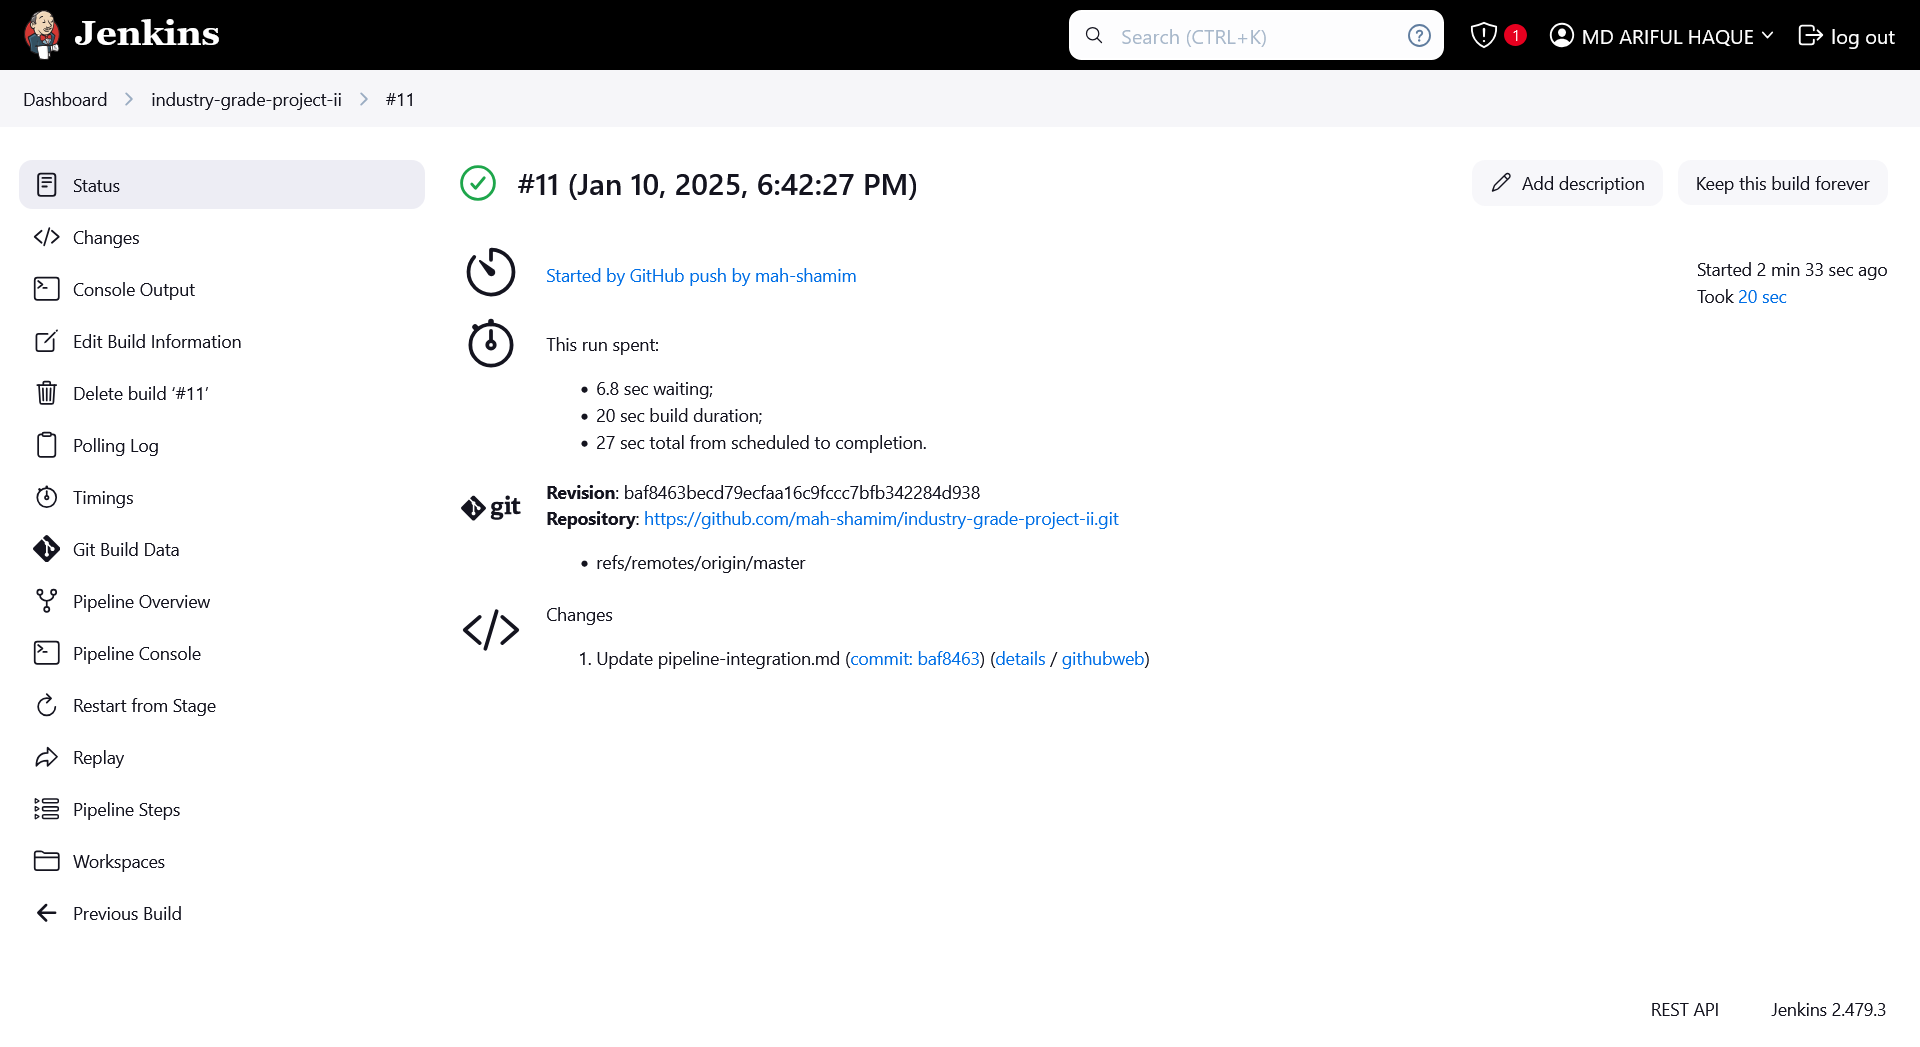 Jenkins
Search (CTRL+K)
1
MD ARIFUL HAQUE
log out
Dashboard
industry-grade-project-ii
#11
Status
Changes
Console Output
Edit Build Information
Delete build ‘#11’
Polling Log
Timings
Git Build Data
Pipeline Overview
Pipeline Console
Restart from Stage
Replay
Pipeline Steps
Workspaces
Previous Build
#11 (Jan 10, 2025, 6:42:27 PM)
Add description
Keep this build forever
Started by GitHub push by mah-shamim
Started 2 min 33 sec ago
Took 20 sec
This run spent:
6.8 sec waiting;
20 sec build duration;
27 sec total from scheduled to completion.
git
Revision: baf8463becd79ecfaa16c9fccc7bfb342284d938
Repository: https://github.com/mah-shamim/industry-grade-project-ii.git
refs/remotes/origin/master
Changes
1. Update pipeline-integration.md (commit: baf8463) (details / githubweb)
REST API
Jenkins 2.479.3